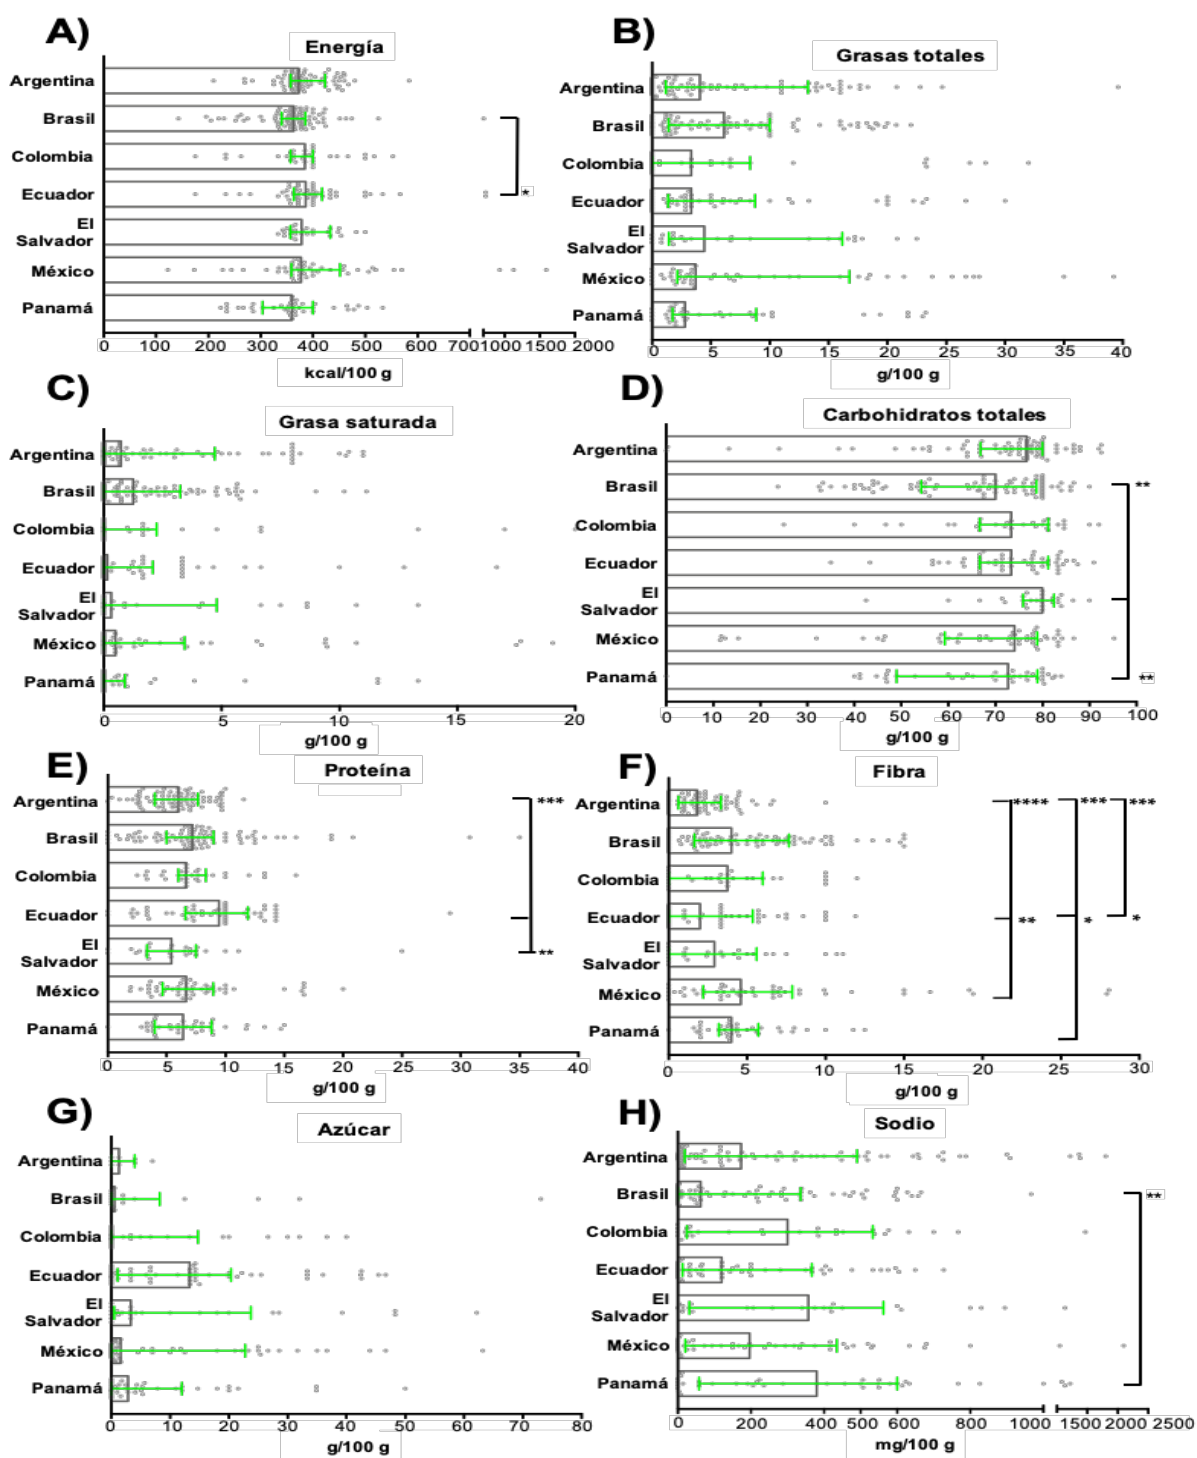 A)
Energía
Argentina
Brasil
Colombia
Ecuador
*
El
Salvador
México
Panamá
0 100 200 300 400 500 600 700 1000 1500 2000
kcal/100 g
B)
Grasas totales
Argentina
Brasil
Colombia
Ecuador
El
Salvador
México
Panamá
0 5 10 15 20 25 30 35 40
g/100 g
C)
Grasa saturada
Argentina
Brasil
Colombia
Ecuador
El
Salvador
México
Panamá
0 5 10 15 20
g/100 g
D)
Carbohidratos totales
Argentina
Brasil
**
Colombia
Ecuador
El
Salvador
México
Panamá
**
0 10 20 30 40 50 60 70 80 90 100
g/100 g
E)
Proteína
Argentina
***
Brasil
Colombia
Ecuador
El
Salvador
**
México
Panamá
0 5 10 15 20 25 30 35 40
g/100 g
F)
Fibra
Argentina
**** *** ***
Brasil
Colombia
Ecuador
** * *
El
Salvador
México
Panamá
0 5 10 15 20 25 30
g/100 g
G)
Azúcar
Argentina
Brasil
Colombia
Ecuador
El
Salvador
México
Panamá
0 10 20 30 40 50 60 70 80
g/100 g
H)
Sodio
Argentina
Brasil
**
Colombia
Ecuador
El
Salvador
México
Panamá
0 200 400 600 800 1000 1500 2000 2500
mg/100 g